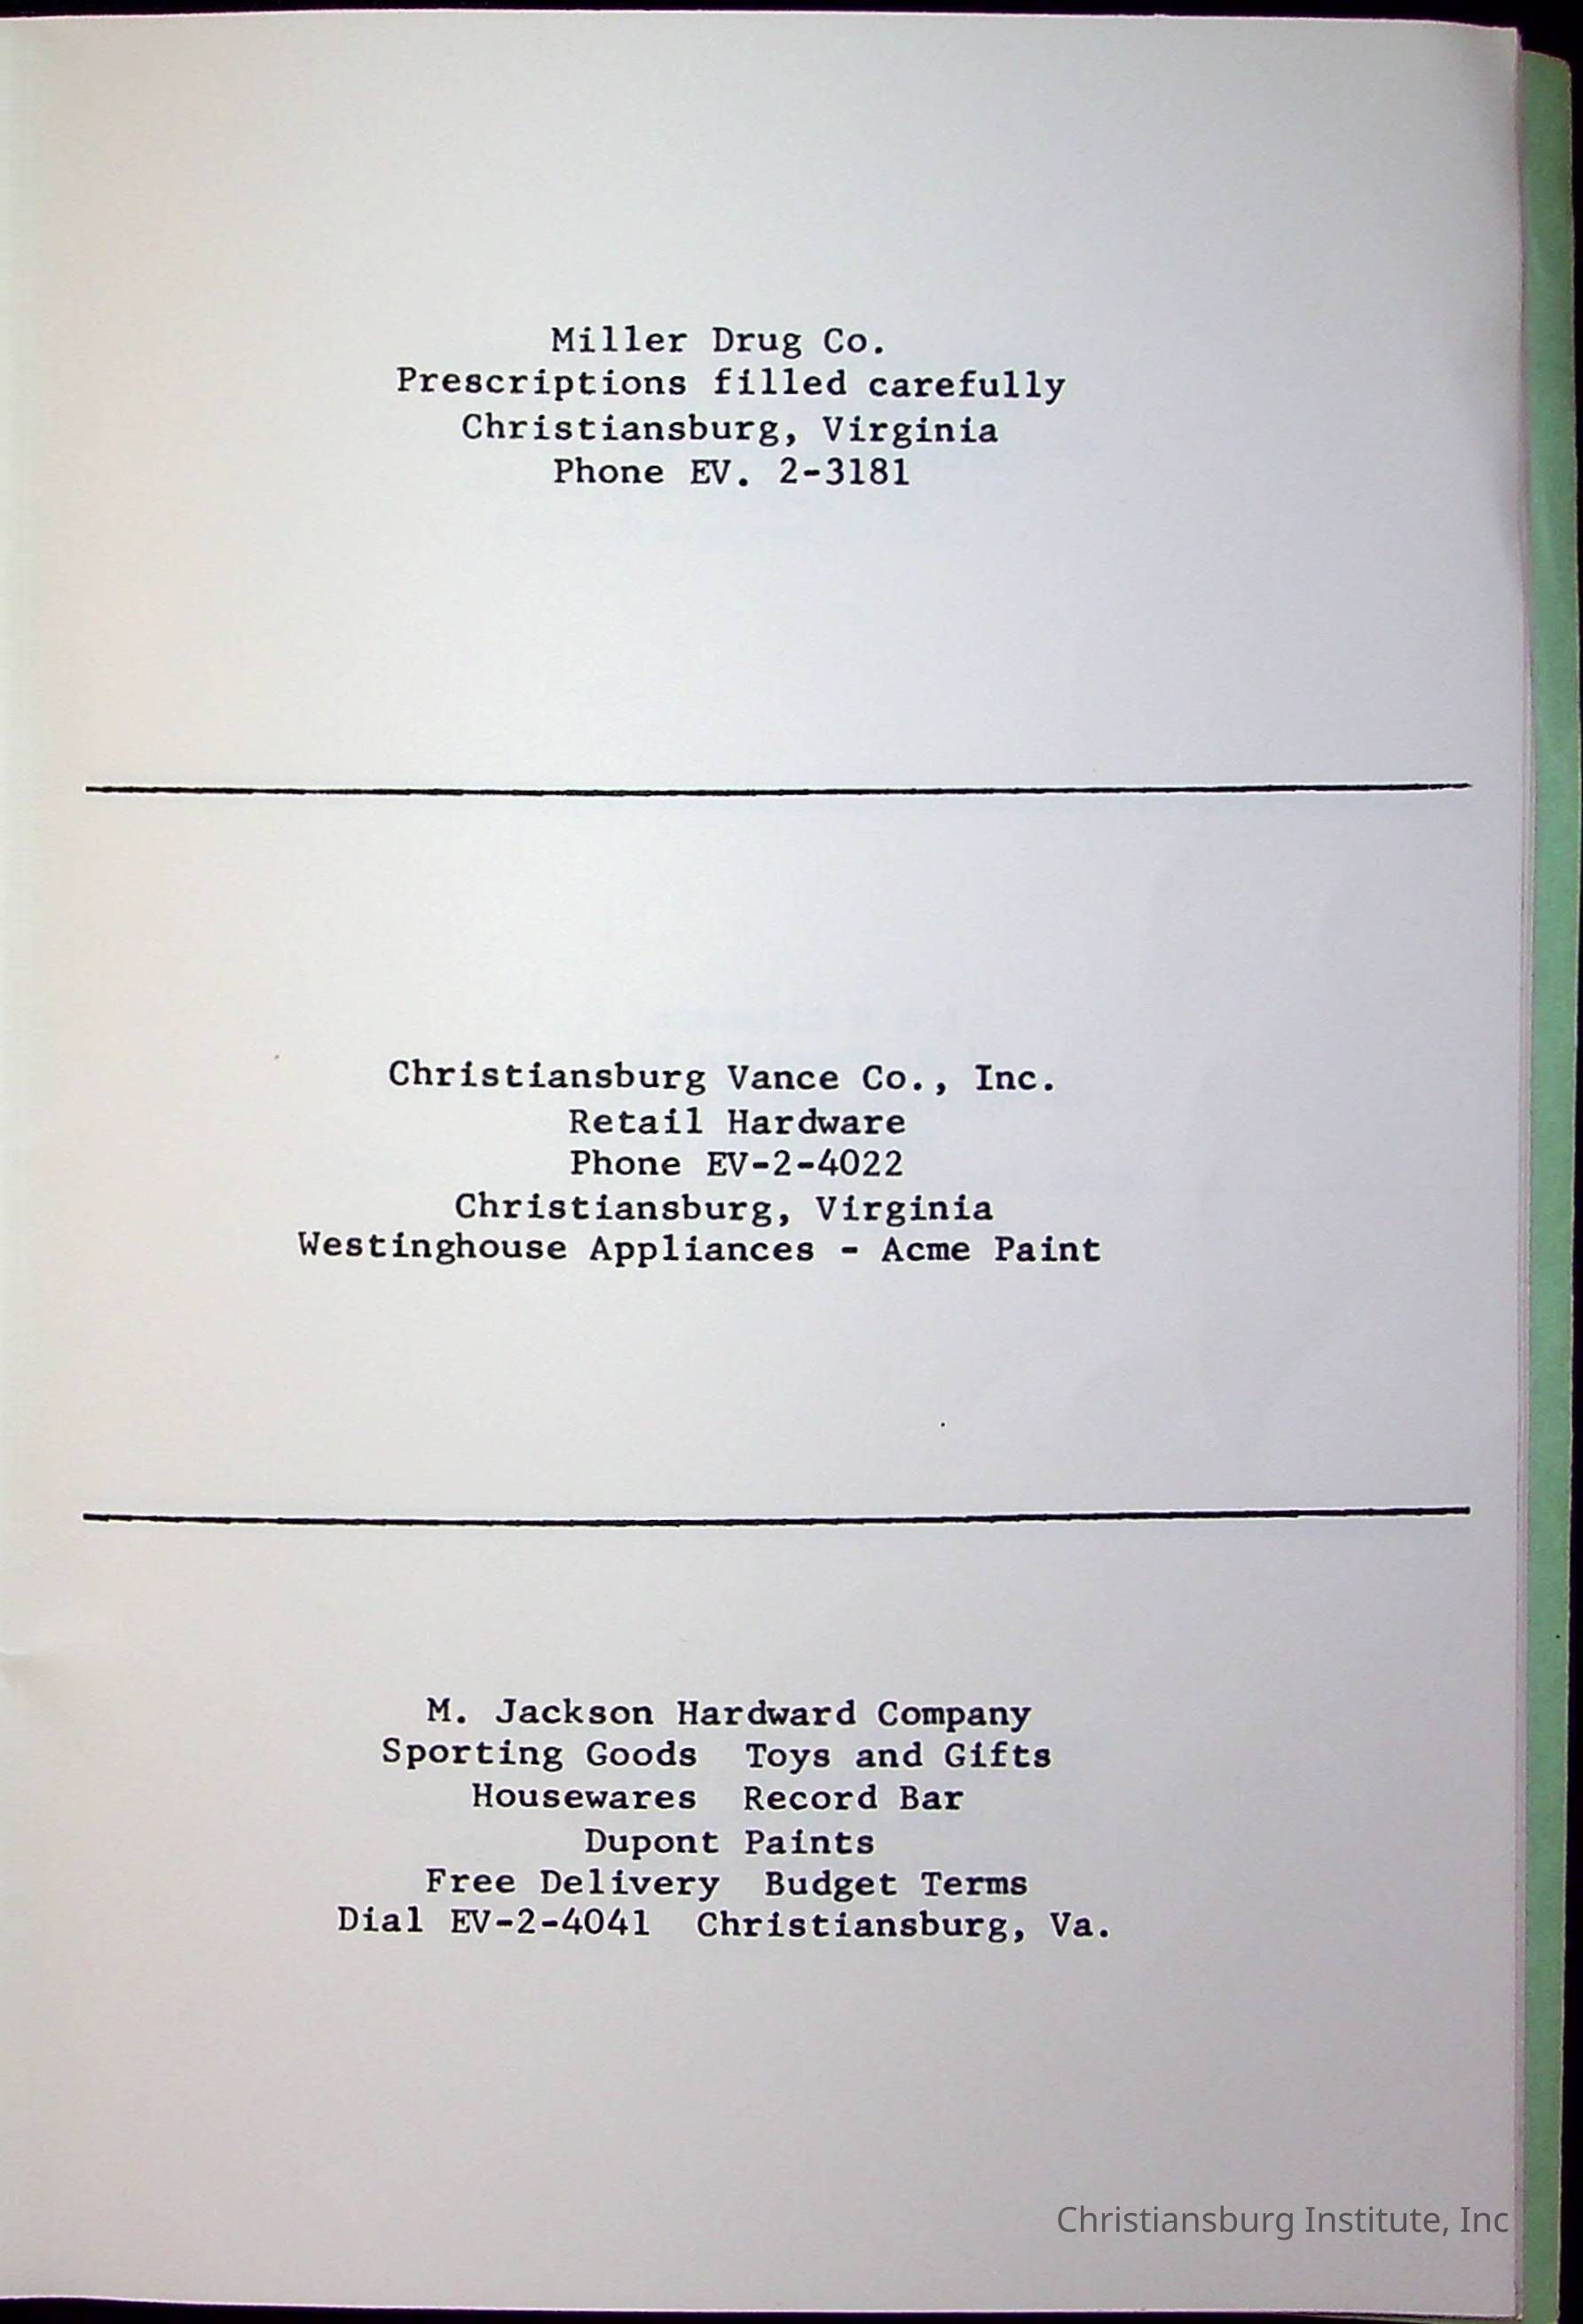 Miller Drug Co.
Prescriptions filled carefully
Christiansburg, Virginia
Phone EV. 2-3181
Christiansburg Vance Co., Inc.
Retail Hardware
Phone EV-2-4022
Christiansburg, Virginia
Westinghouse Appliances - Acme Paint
M. Jackson Hardward Company
Sporting Goods  Toys and Gifts
Housewares  Record Bar
Dupont Paints
Free Delivery  Budget Terms
Dial EV-2-4041  Christiansburg, Va.
Christiansburg Institute, Inc